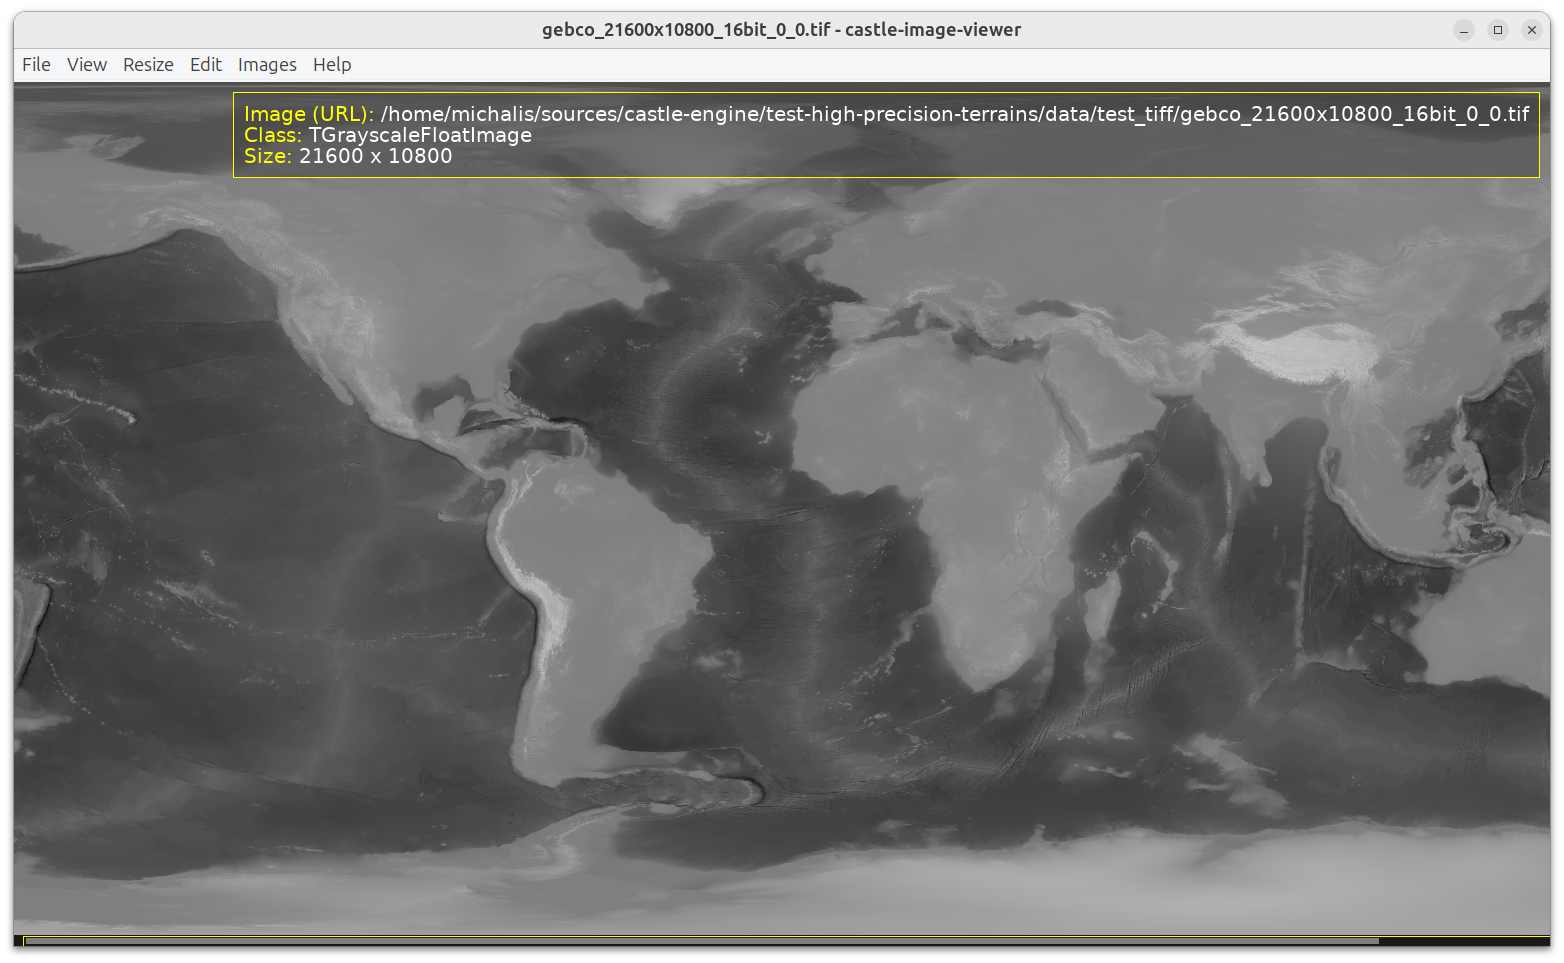 gebco_21600x10800_16bit_0_0.tif - castle-image-viewer
File View Resize Edit Images Help
Image (URL): /home/michalis/sources/castle-engine/test-high-precision-terrains/data/test_tiff/gebco_21600x10800_16bit_0_0.tif
Class: TGrayscaleFloatImage
Size: 21600 x 10800